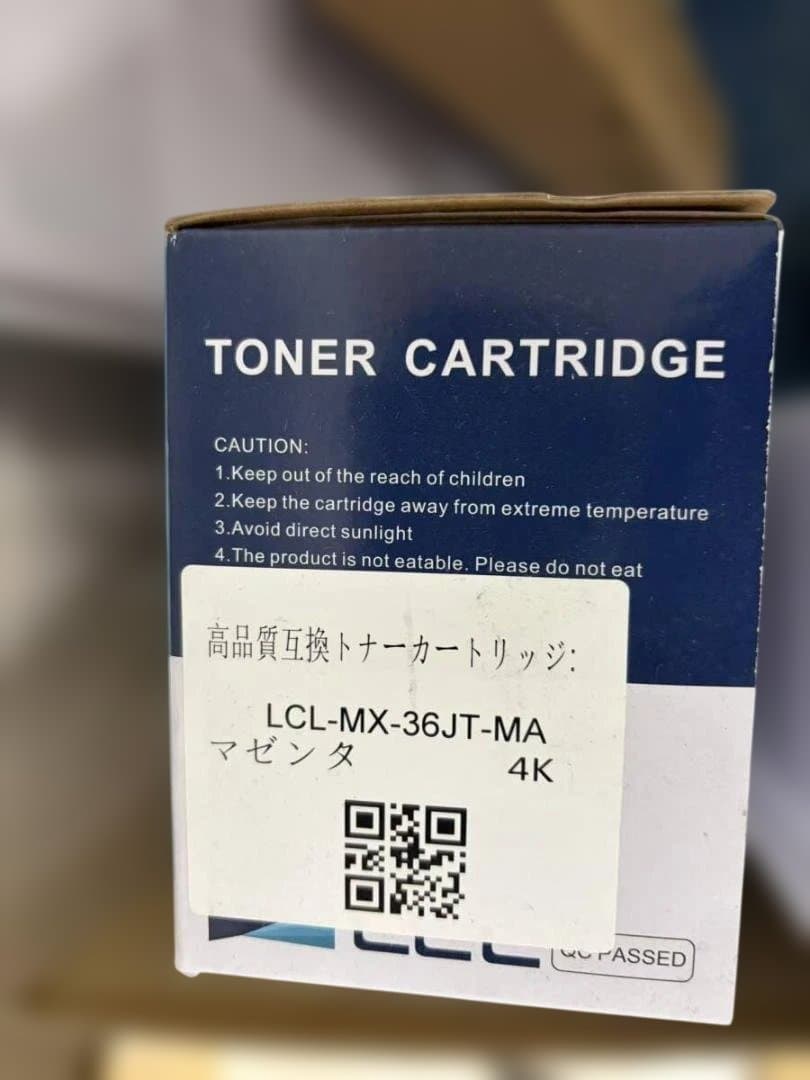 TONER CARTRIDGE
CAUTION:
1.Keep out of the reach of children
2.Keep the cartridge away from extreme temperature
3.Avoid direct sunlight
4.The product is not eatable. Please do not eat
高品質互換トナーカートリッジ:
LCL-MX-36JT-MA
マゼンタ 4K
LCL
QC PASSED